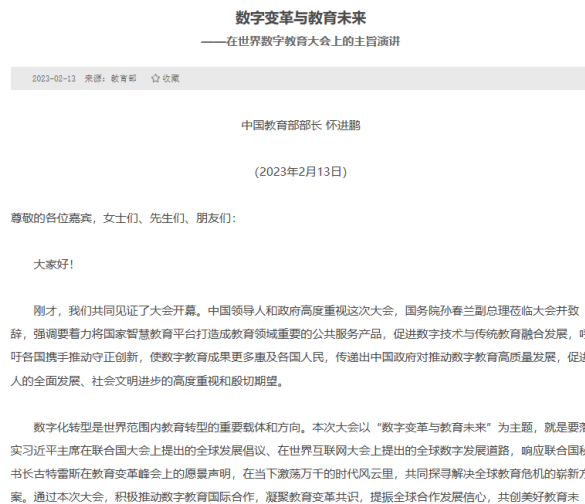 数字变革与教育未来
——在世界数字教育大会上的主旨演讲
2023-02-13 来源：教育部 收藏
中国教育部部长 怀进鹏
（2023年2月13日）
尊敬的各位嘉宾，女士们、先生们、朋友们：
大家好！
刚才，我们共同见证了大会开幕。中国领导人和政府高度重视这次大会，国务院孙春兰副总理莅临大会并致
辞，强调要着力将国家智慧教育平台打造成教育领域重要的公共服务产品，促进数字技术与传统教育融合发展，呼
吁各国携手推动守正创新，使数字教育成果更多惠及各国人民，传递出中国政府对推动数字教育高质量发展，促进
人的全面发展、社会文明进步的高度重视和殷切期望。
数字化转型是世界范围内教育转型的重要载体和方向。本次大会以“数字变革与教育未来”为主题，就是要落
实习近平主席在联合国大会上提出的全球发展倡议、在世界互联网大会上提出的全球数字发展道路，响应联合国秘
书长古特雷斯在教育变革峰会上的愿景声明，在当下激荡万千的时代风云里，共同探寻解决全球教育危机的崭新方
案。通过本次大会，积极推动数字教育国际合作，凝聚教育变革共识，提振全球合作发展信心，共创美好教育未